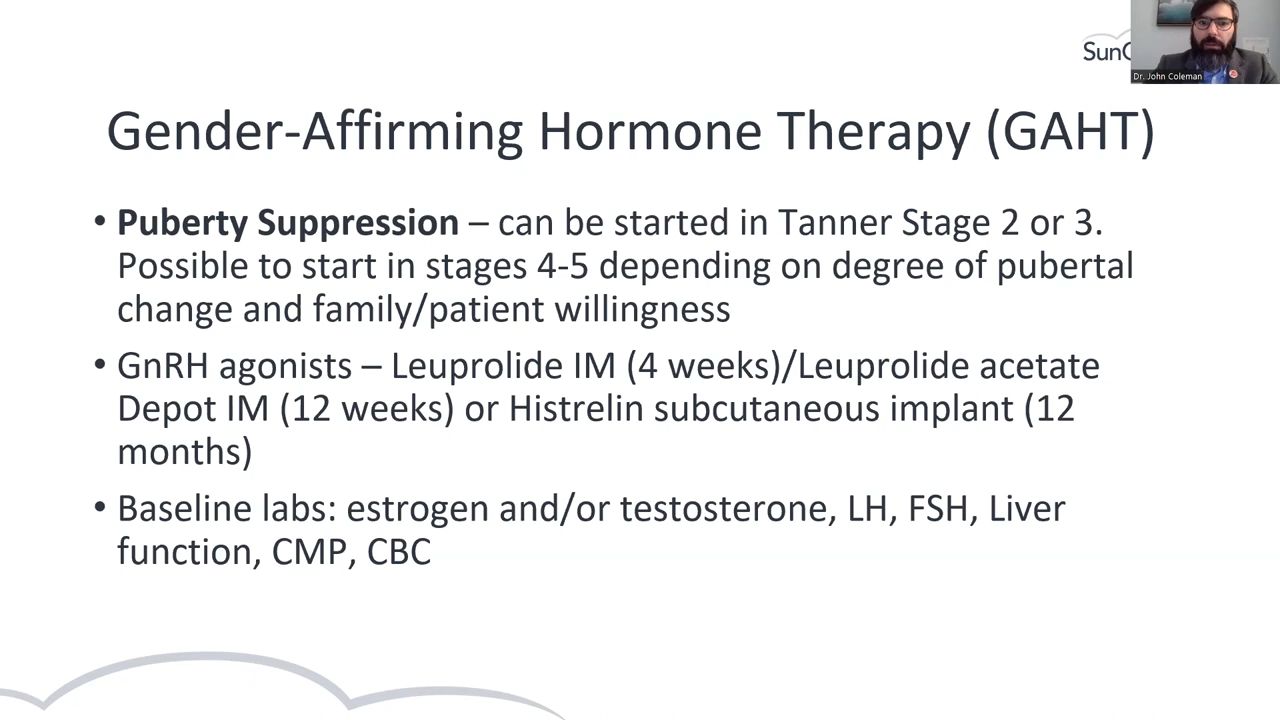 Dr. John Coleman
Gender-Affirming Hormone Therapy (GAHT)
• Puberty Suppression – can be started in Tanner Stage 2 or 3.
Possible to start in stages 4-5 depending on degree of pubertal
change and family/patient willingness
• GnRH agonists – Leuprolide IM (4 weeks)/Leuprolide acetate
Depot IM (12 weeks) or Histrelin subcutaneous implant (12
months)
• Baseline labs: estrogen and/or testosterone, LH, FSH, Liver
function, CMP, CBC